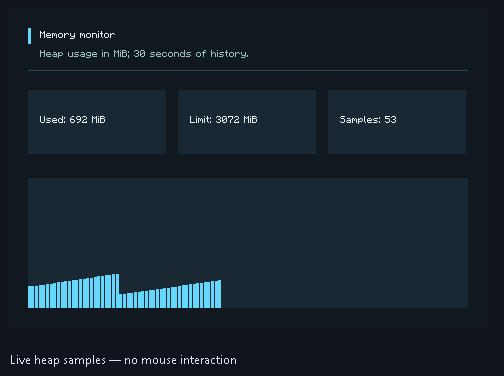 Memory monitor
Heap usage in MiB; 30 seconds of history.
Used: 692 MiB
Limit: 3072 MiB
Samples: 53
Live heap samples — no mouse interaction